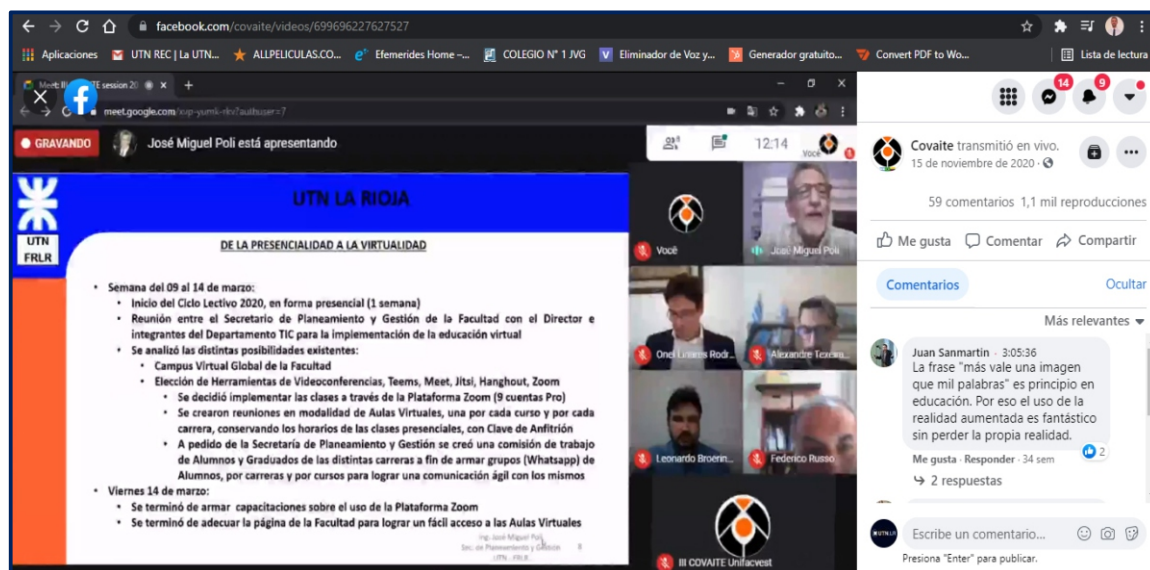 facebook.com/covaite/videos/699696227627527
Aplicaciones
UTN REC | La UTN...
ALLPELICULAS.CO...
Efemerides Home –...
COLEGIO N° 1 JVG
Eliminador de Voz y...
Generador gratuito...
Convert PDF to Wo...
Lista de lectura
GRAVANDO
José Miguel Poli está apresentando
12:14
Você
UTN LA RIOJA
UTN
FRLR
DE LA PRESENCIALIDAD A LA VIRTUALIDAD
• Semana del 09 al 14 de marzo:
• Inicio del Ciclo Lectivo 2020, en forma presencial (1 semana)
• Reunión entre el Secretario de Planeamiento y Gestión de la Facultad con el Director e
integrantes del Departamento TIC para la implementación de la educación virtual
• Se analizó las distintas posibilidades existentes:
• Campus Virtual Global de la Facultad
• Elección de Herramientas de Videoconferencias, Teems, Meet, Jitsi, Hanghout, Zoom
• Se decidió implementar las clases a través de la Plataforma Zoom (9 cuentas Pro)
• Se crearon reuniones en modalidad de Aulas Virtuales, una por cada curso y por cada
carrera, conservando los horarios de las clases presenciales, con Clave de Anfitrión
• A pedido de la Secretaría de Planeamiento y Gestión se creó una comisión de trabajo
de Alumnos y Graduados de las distintas carreras a fin de armar grupos (Whatsapp) de
Alumnos, por carreras y por cursos para lograr una comunicación ágil con los mismos
• Viernes 14 de marzo:
• Se terminó de armar capacitaciones sobre el uso de la Plataforma Zoom
• Se terminó de adecuar la página de la Facultad para lograr un fácil acceso a las Aulas Virtuales
Ing. José Miguel Poli
Sec. de Planeamiento y Gestión 8
UTN - FRLR
Você
José Miguel Poli
Leonardo Broerin...
Federico Russo
III COVAITE Unifacvest
14
9
Covaite transmitió en vivo.
15 de noviembre de 2020
59 comentarios 1,1 mil reproducciones
Me gusta
Comentar
Compartir
Comentarios
Ocultar
Más relevantes
Juan Sanmartin · 3:05:36
La frase "más vale una imagen
que mil palabras" es principio en
educación. Por eso el uso de la
realidad aumentada es fantástico
sin perder la propia realidad.
2
Me gusta · Responder · 34 sem
2 respuestas
Escribe un comentario...
Presiona "Enter" para publicar.